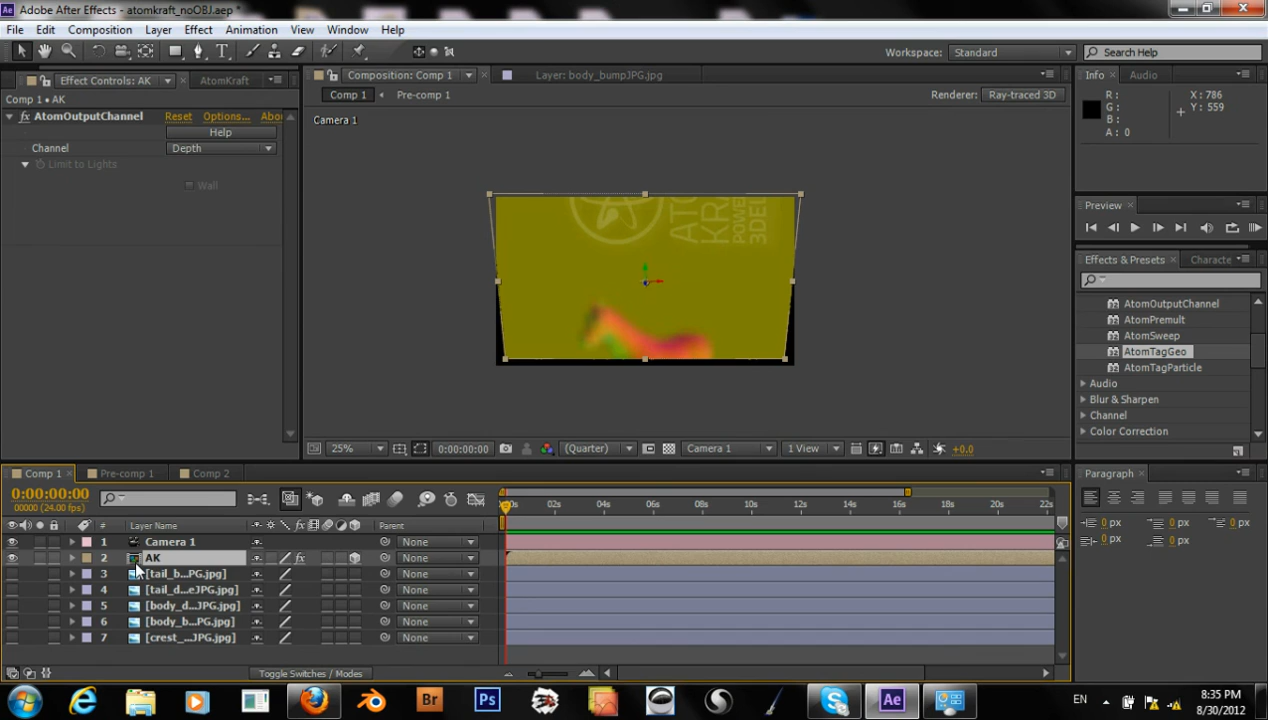 Adobe After Effects - atomkraft_noOBJ.aep *
File Edit Composition Layer Effect Animation View Window Help
Workspace: Standard Search Help
Effect Controls: AK AtomKraft
Composition: Comp 1 Layer: body_bumpJPG.jpg
Info Audio
Comp 1 • AK
Comp 1 Pre-comp 1 Renderer: Ray-traced 3D
R: X: 786
G: Y: 559
B:
A: 0
fx AtomOutputChannel Reset Options... Abou
Help
Channel Depth
Limit to Lights
Wall
Camera 1
Preview
Effects & Presets Characte
AtomOutputChannel
AtomPremult
AtomSweep
AtomTagGeo
AtomTagParticle
Audio
Blur & Sharpen
Channel
Color Correction
25% 0:00:00:00 (Quarter) Camera 1 1 View +0.0
Comp 1 Pre-comp 1 Comp 2
0:00:00:00
00000 (24.00 fps)
02s 04s 06s 08s 10s 12s 14s 16s 18s 20s 22s
# Layer Name Parent
1 Camera 1 None
2 AK None
3 [tail_b...PG.jpg] None
4 [tail_d...eJPG.jpg] None
5 [body_d...JPG.jpg] None
6 [body_b...PG.jpg] None
7 [crest_...JPG.jpg] None
Toggle Switches / Modes
Paragraph
0 px 0 px 0 px
0 px 0 px
Br Ps Ae
EN 8:35 PM
8/30/2012